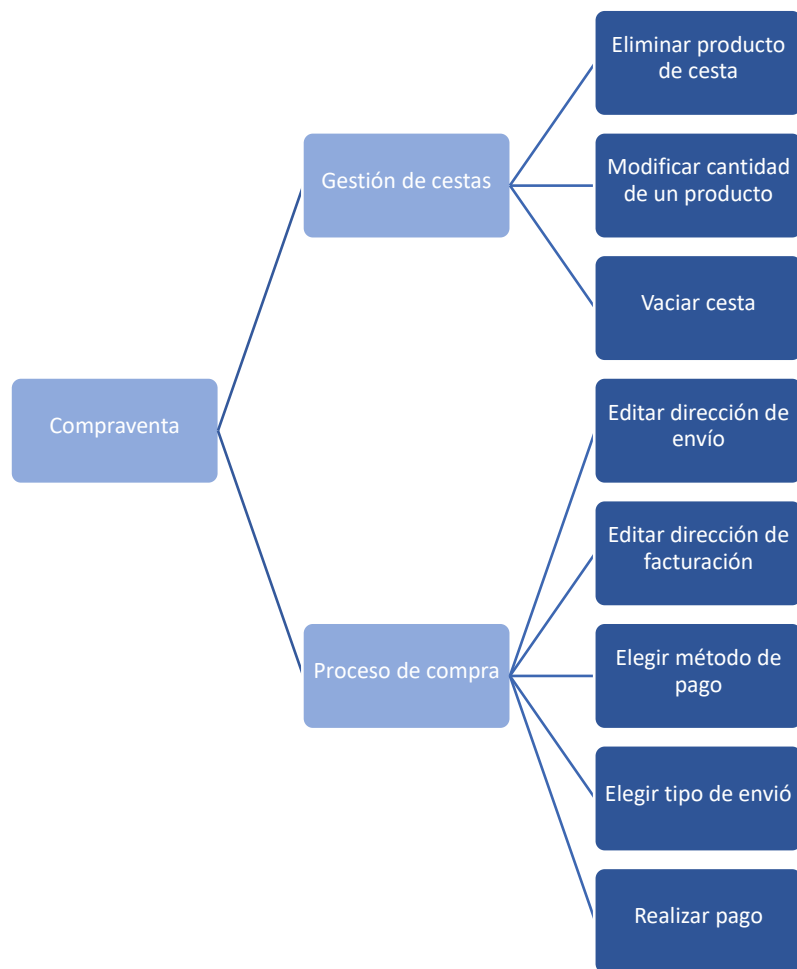 Eliminar producto
de cesta
Gestión de cestas
Modificar cantidad
de un producto
Vaciar cesta
Compraventa
Editar dirección de
envío
Editar dirección de
facturación
Proceso de compra
Elegir método de
pago
Elegir tipo de envió
Realizar pago